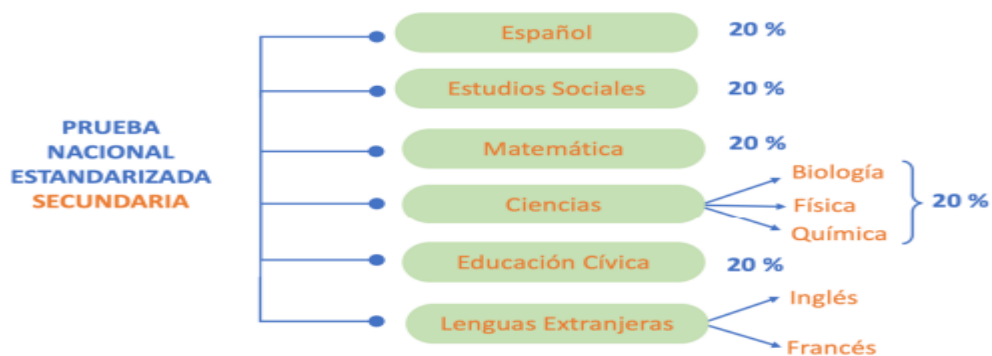 PRUEBA
NACIONAL
ESTANDARIZADA
SECUNDARIA
Español 20 %
Estudios Sociales 20 %
Matemática 20 %
Ciencias
Biología
Física
Química
20 %
Educación Cívica 20 %
Lenguas Extranjeras
Inglés
Francés